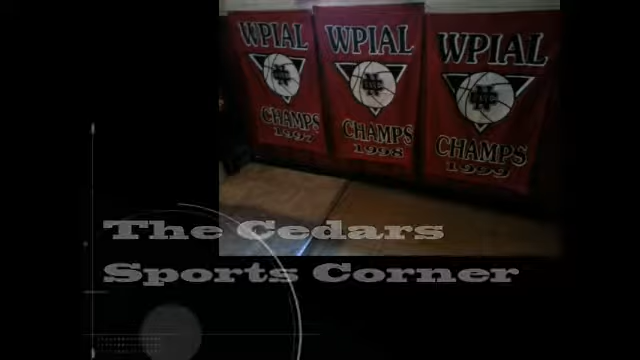 WPIAL
CHAMPS
1997
WPIAL
CHAMPS
1998
WPIAL
CHAMPS
1999
The Cedars
Sports Corner